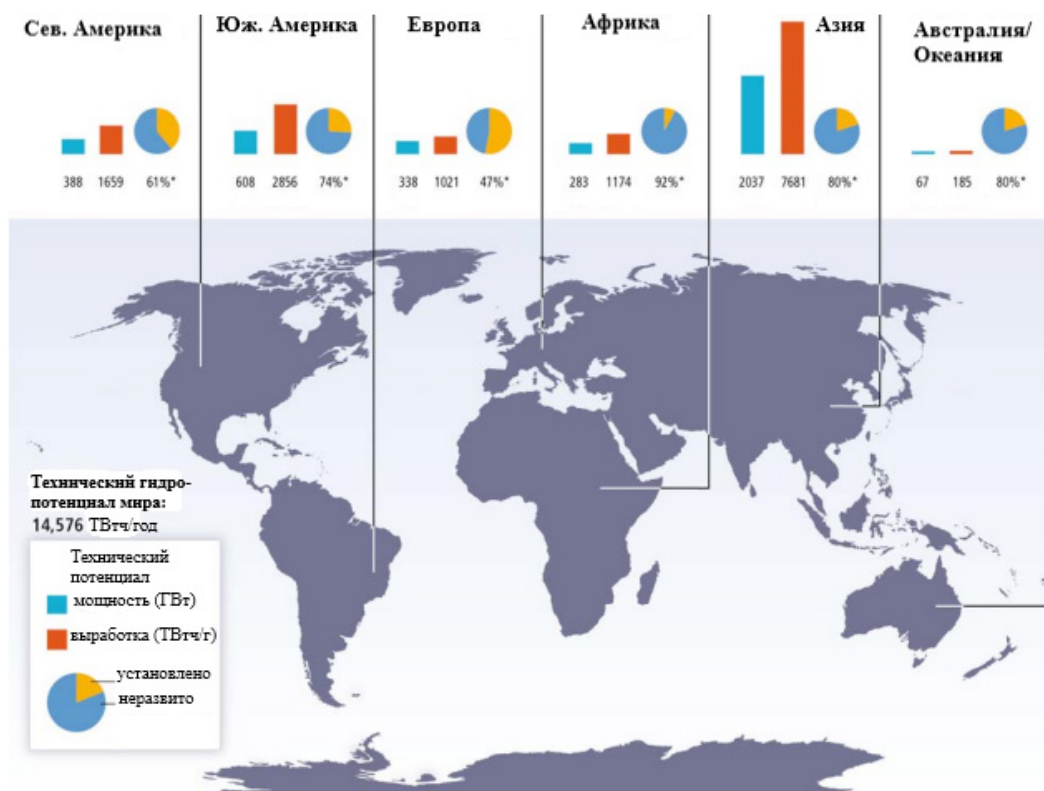 Сев. Америка
Юж. Америка
Европа
Африка
Азия
Австралия/
Океания
388 1659 61%*
608 2856 74%*
338 1021 47%*
283 1174 92%*
2037 7681 80%*
67 185 80%*
Технический гидро-
потенциал мира:
14,576 ТВтч/год
Технический
потенциал
мощность (ГВт)
выработка (ТВтч/г)
установлено
неразвито